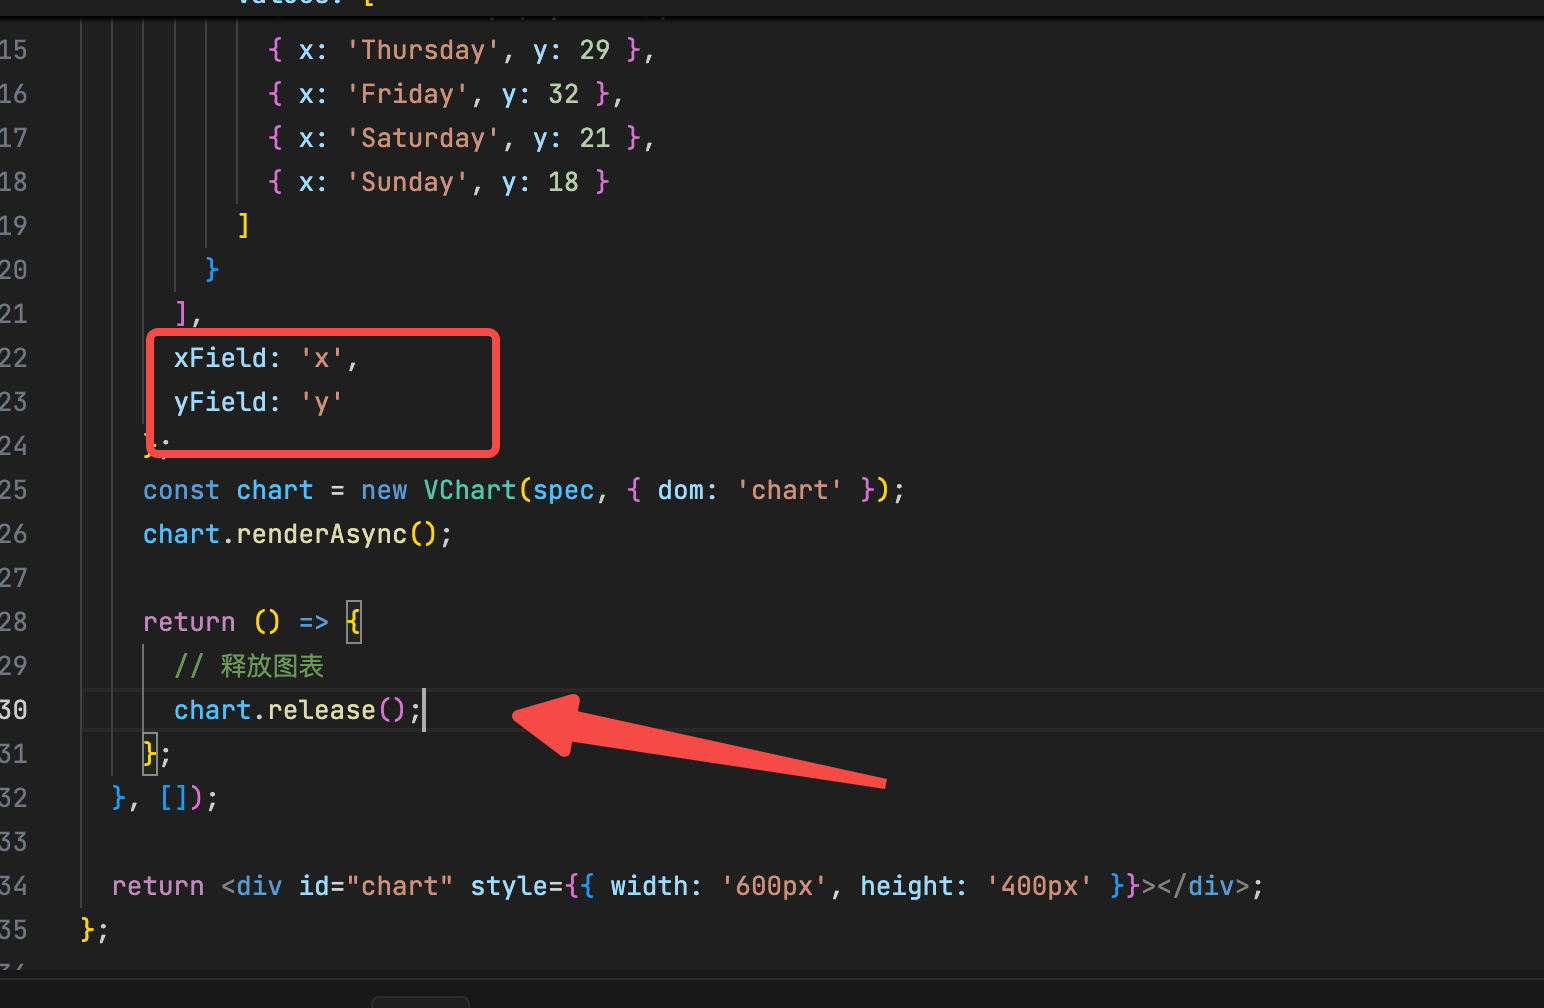 values: [
15 { x: 'Thursday', y: 29 },
16 { x: 'Friday', y: 32 },
17 { x: 'Saturday', y: 21 },
18 { x: 'Sunday', y: 18 }
19 ]
20 }
21 ],
22 xField: 'x',
23 yField: 'y'
24 };
25 const chart = new VChart(spec, { dom: 'chart' });
26 chart.renderAsync();
27
28 return () => {
29 // 释放图表
30 chart.release();
31 };
32 }, []);
33
34 return <div id="chart" style={{ width: '600px', height: '400px' }}></div>;
35 };